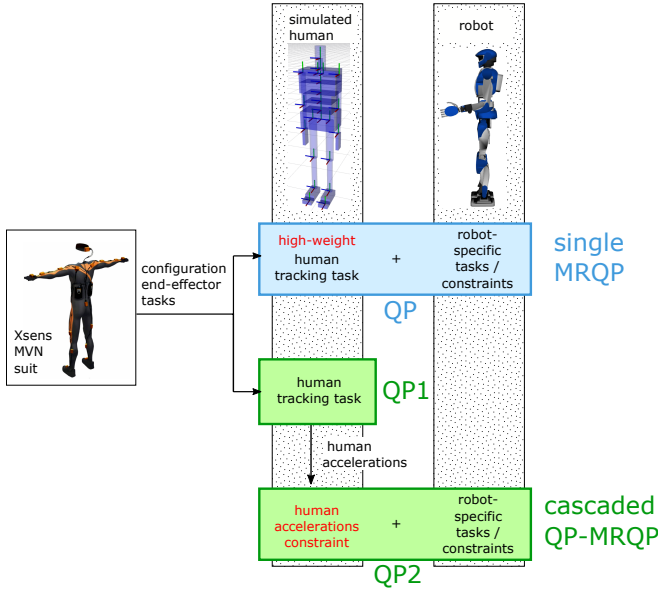 simulated
human
robot
high-weight
human
tracking task
+
robot-
specific
tasks /
constraints
single
MRQP
QP
configuration
end-effector
tasks
Xsens
MVN
suit
human
tracking task
QP1
human
accelerations
human
accelerations
constraint
+
robot-
specific
tasks /
constraints
cascaded
QP-MRQP
QP2